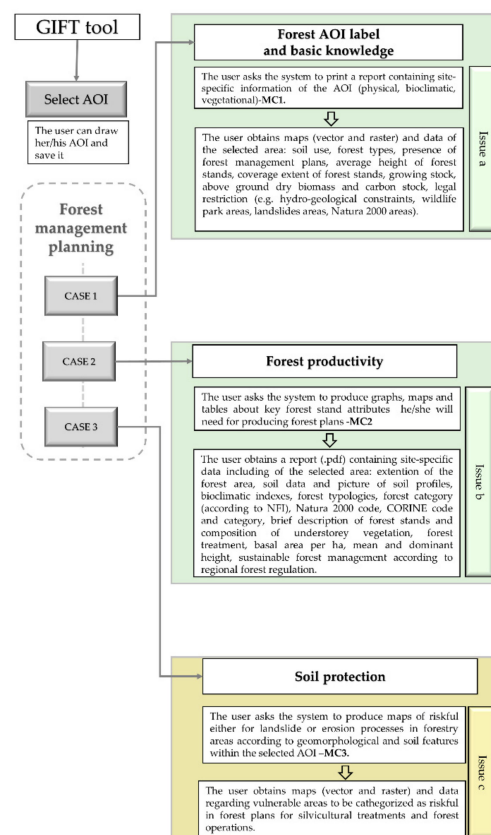 GIFT tool
Select AOI
The user can draw
her/his AOI and
save it
Forest
management
planning
CASE 1
CASE 2
CASE 3
Forest AOI label
and basic knowledge
The user asks the system to print a report containing site-
specific information of the AOI (physical, bioclimatic,
vegetational)-MC1.
The user obtains maps (vector and raster) and data of
the selected area: soil use, forest types, presence of
forest management plans, average height of forest
stands, coverage extent of forest stands, growing stock,
above ground dry biomass and carbon stock, legal
restriction (e.g. hydro-geological constraints, wildlife
park areas, landslides areas, Natura 2000 areas).
Issue a
Forest productivity
The user asks the system to produce graphs, maps and
tables about key forest stand attributes he/she will
need for producing forest plans -MC2
The user obtains a report (.pdf) containing site-specific
data including of the selected area: extention of the
forest area, soil data and picture of soil profiles,
bioclimatic indexes, forest typologies, forest category
(according to NFI), Natura 2000 code, CORINE code
and category, brief description of forest stands and
composition of understorey vegetation, forest
treatment, basal area per ha, mean and dominant
height, sustainable forest management according to
regional forest regulation.
Issue b
Soil protection
The user asks the system to produce maps of riskful
either for landslide or erosion processes in forestry
areas according to geomorphological and soil features
within the selected AOI –MC3.
The user obtains maps (vector and raster) and data
regarding vulnerable areas to be cathegorized as riskful
in forest plans for silvicultural treatments and forest
operations.
Issue c